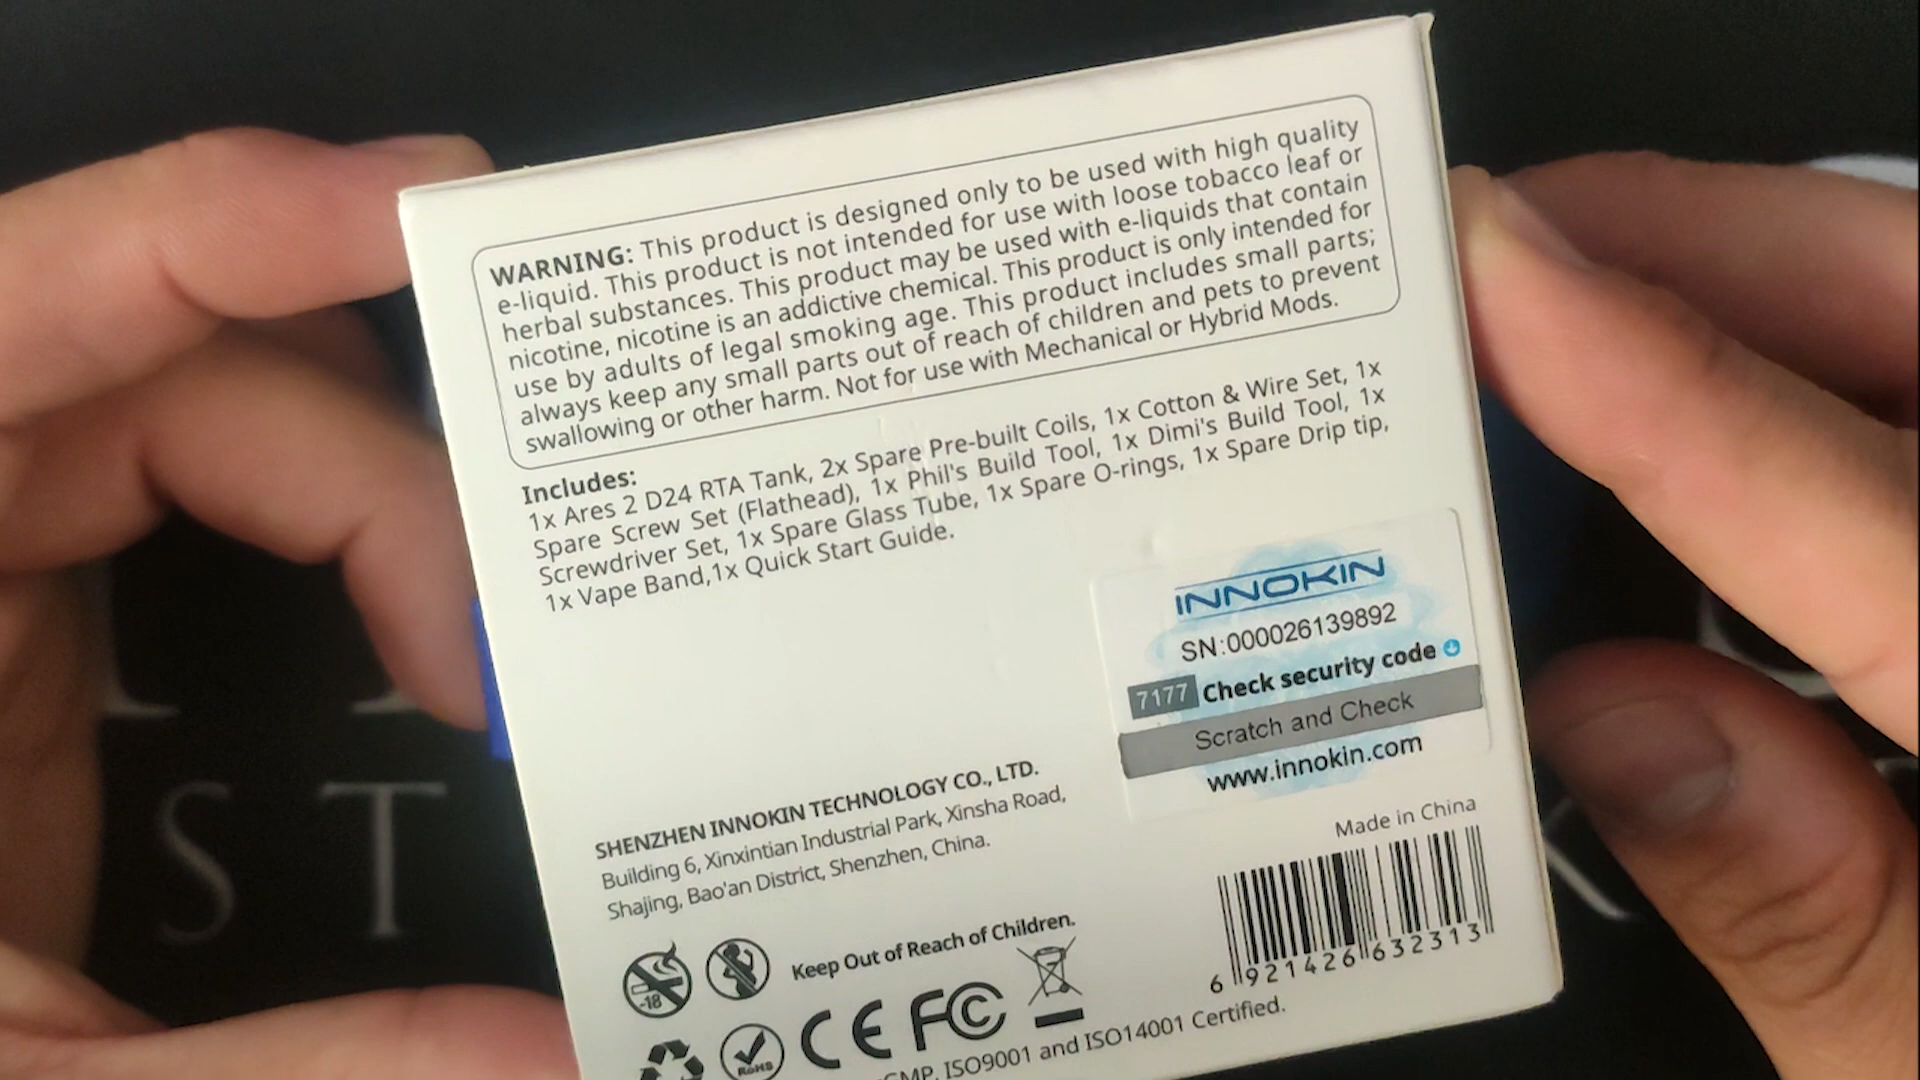 WARNING: This product is designed only to be used with high quality
e-liquid. This product is not intended for use with loose tobacco leaf or
herbal substances. This product may be used with e-liquids that contain
nicotine, nicotine is an addictive chemical. This product is only intended for
use by adults of legal smoking age. This product includes small parts;
always keep any small parts out of reach of children and pets to prevent
swallowing or other harm. Not for use with Mechanical or Hybrid Mods.
Includes:
1x Ares 2 D24 RTA Tank, 2x Spare Pre-built Coils, 1x Cotton & Wire Set, 1x
Spare Screw Set (Flathead), 1x Phil's Build Tool, 1x Dimi's Build Tool, 1x
Screwdriver Set, 1x Spare Glass Tube, 1x Spare O-rings, 1x Spare Drip tip,
1x Vape Band,1x Quick Start Guide.
INNOKIN
SN:000026139892
7177 Check security code
Scratch and Check
www.innokin.com
SHENZHEN INNOKIN TECHNOLOGY CO., LTD.
Building 6, Xinxintian Industrial Park, Xinsha Road,
Shajing, Bao'an District, Shenzhen, China.
Made in China
6 921426 632313
-18
Keep Out of Reach of Children.
RoHS
CE FC
ISO9001 and ISO14001 Certified.
S T